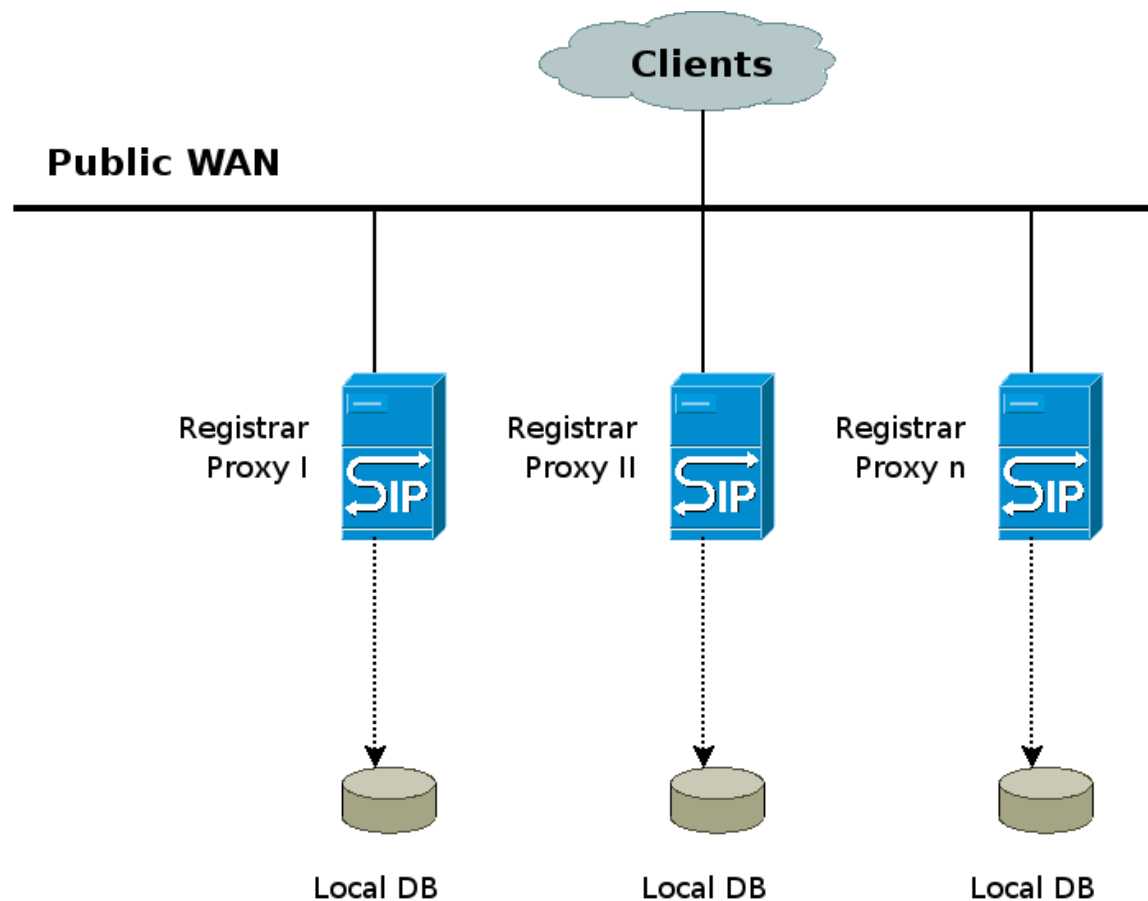 Clients
Public WAN
Registrar
Proxy I
Registrar
Proxy II
Registrar
Proxy n
SIP
SIP
SIP
Local DB
Local DB
Local DB